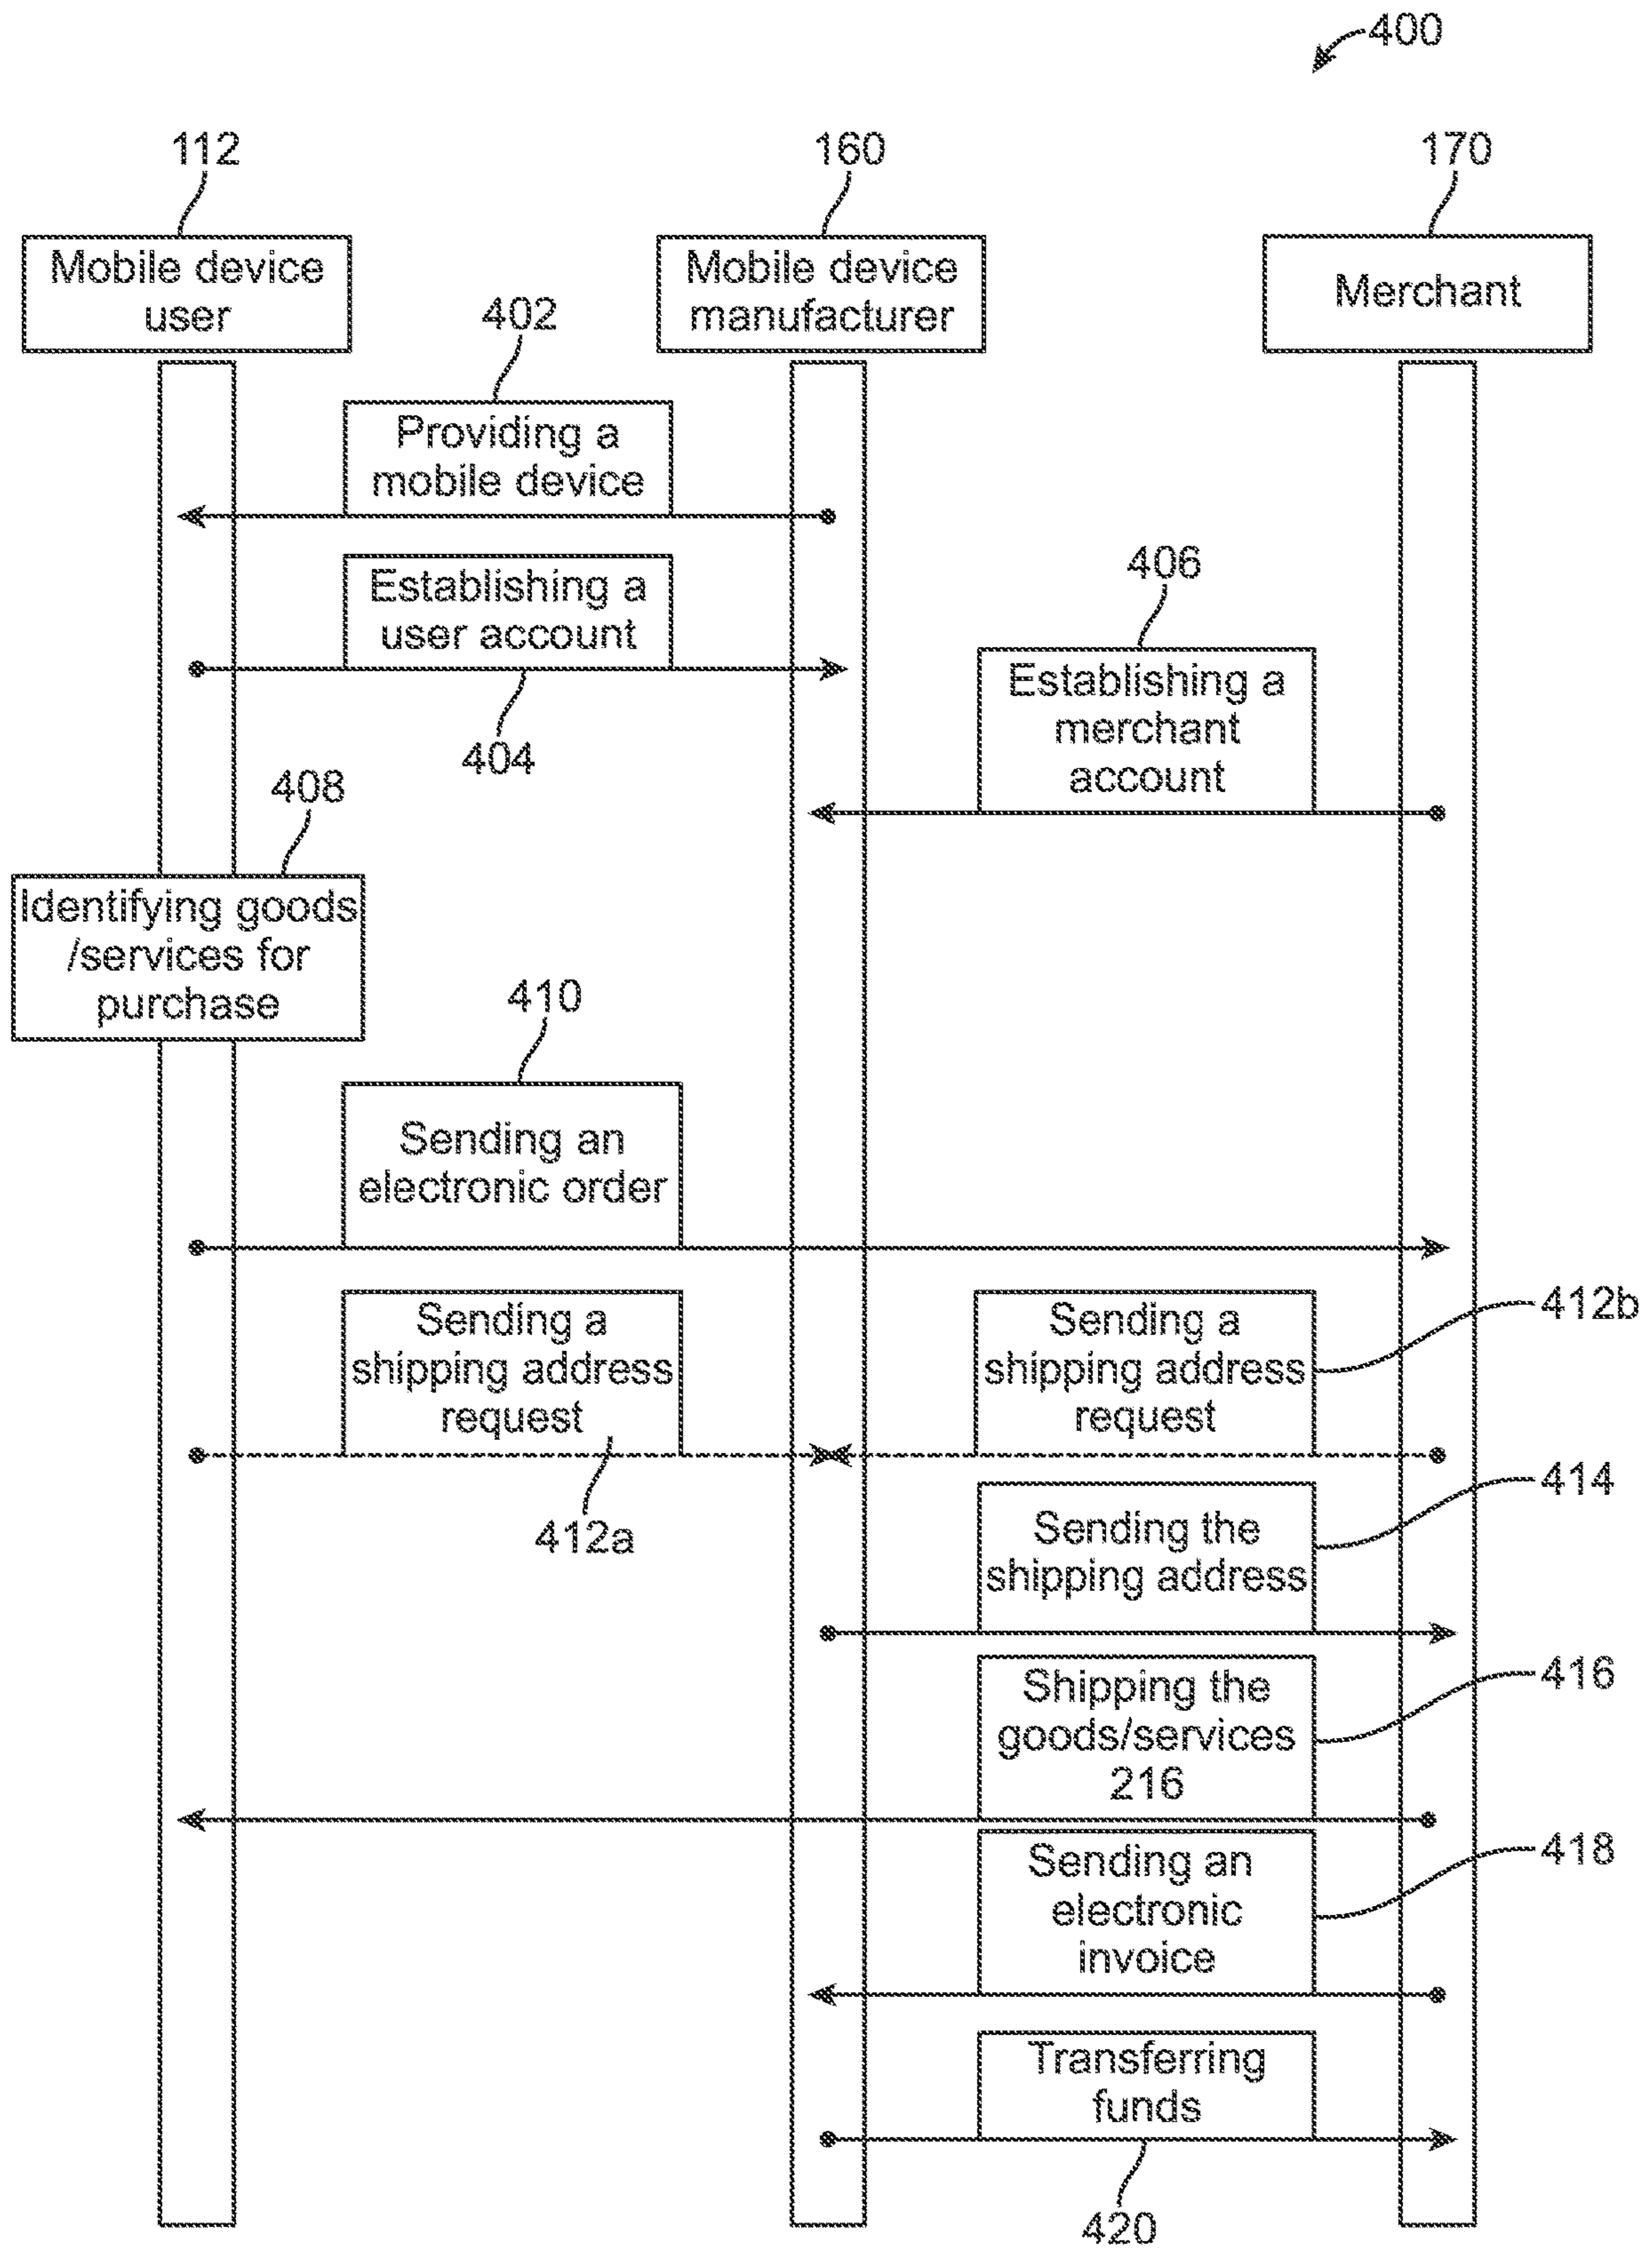 400
112
160
170
Mobile device
user
Mobile device
manufacturer
Merchant
402
Providing a
mobile device
Establishing a
user account
404
406
Establishing a
merchant
account
408
Identifying goods
/services for
purchase
410
Sending an
electronic order
Sending a
shipping address
request
412a
Sending a
shipping address
request
412b
Sending the
shipping address
414
Shipping the
goods/services
216
416
Sending an
electronic
invoice
418
Transferring
funds
420